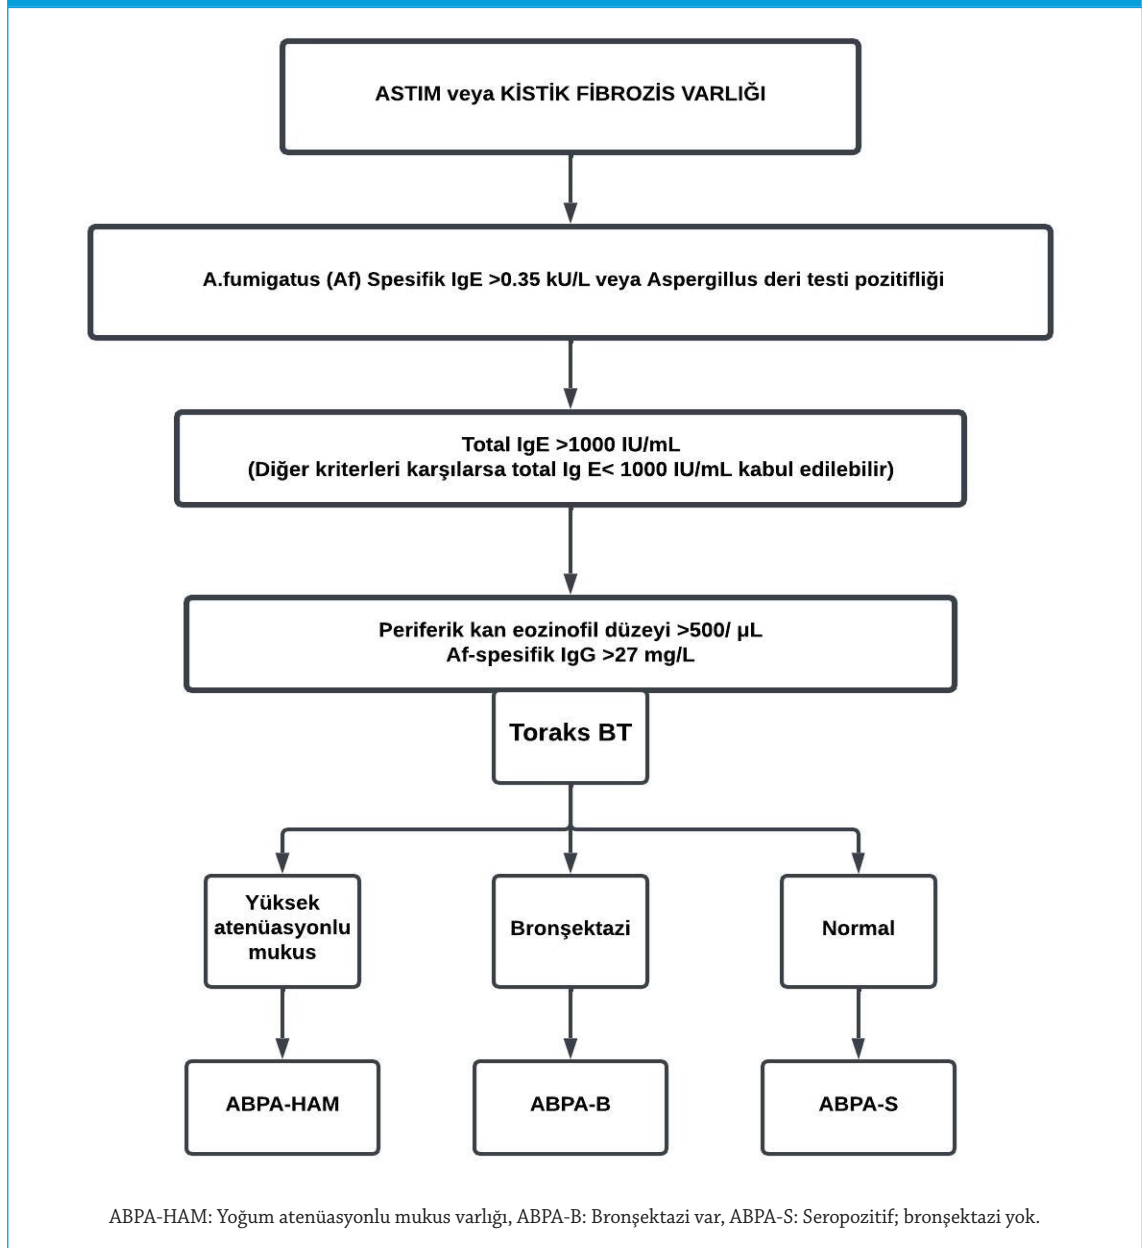 ASTIM veya KİSTİK FİBROZİS VARLIĞI
A.fumigatus (Af) Spesifik IgE >0.35 kU/L veya Aspergillus deri testi pozitifliği
Total IgE >1000 IU/mL
(Diğer kriterleri karşılarsa total Ig E< 1000 IU/mL kabul edilebilir)
Periferik kan eozinofil düzeyi >500/ µL
Af-spesifik IgG >27 mg/L
Toraks BT
Yüksek
atenüasyonlu
mukus
Bronşektazi
Normal
ABPA-HAM
ABPA-B
ABPA-S
ABPA-HAM: Yoğum atenüasyonlu mukus varlığı, ABPA-B: Bronşektazi var, ABPA-S: Seropozitif; bronşektazi yok.